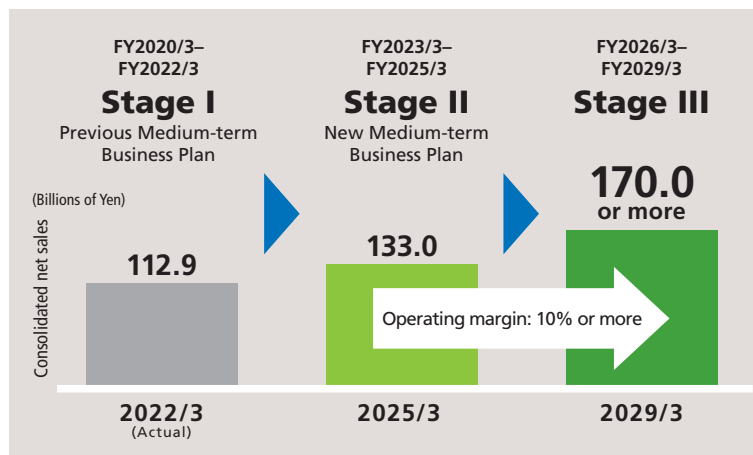 FY2020/3–
FY2022/3
Stage I
Previous Medium-term
Business Plan
FY2023/3–
FY2025/3
Stage II
New Medium-term
Business Plan
FY2026/3–
FY2029/3
Stage III
(Billions of Yen)
Consolidated net sales
112.9
133.0
170.0
or more
Operating margin: 10% or more
2022/3
(Actual)
2025/3
2029/3